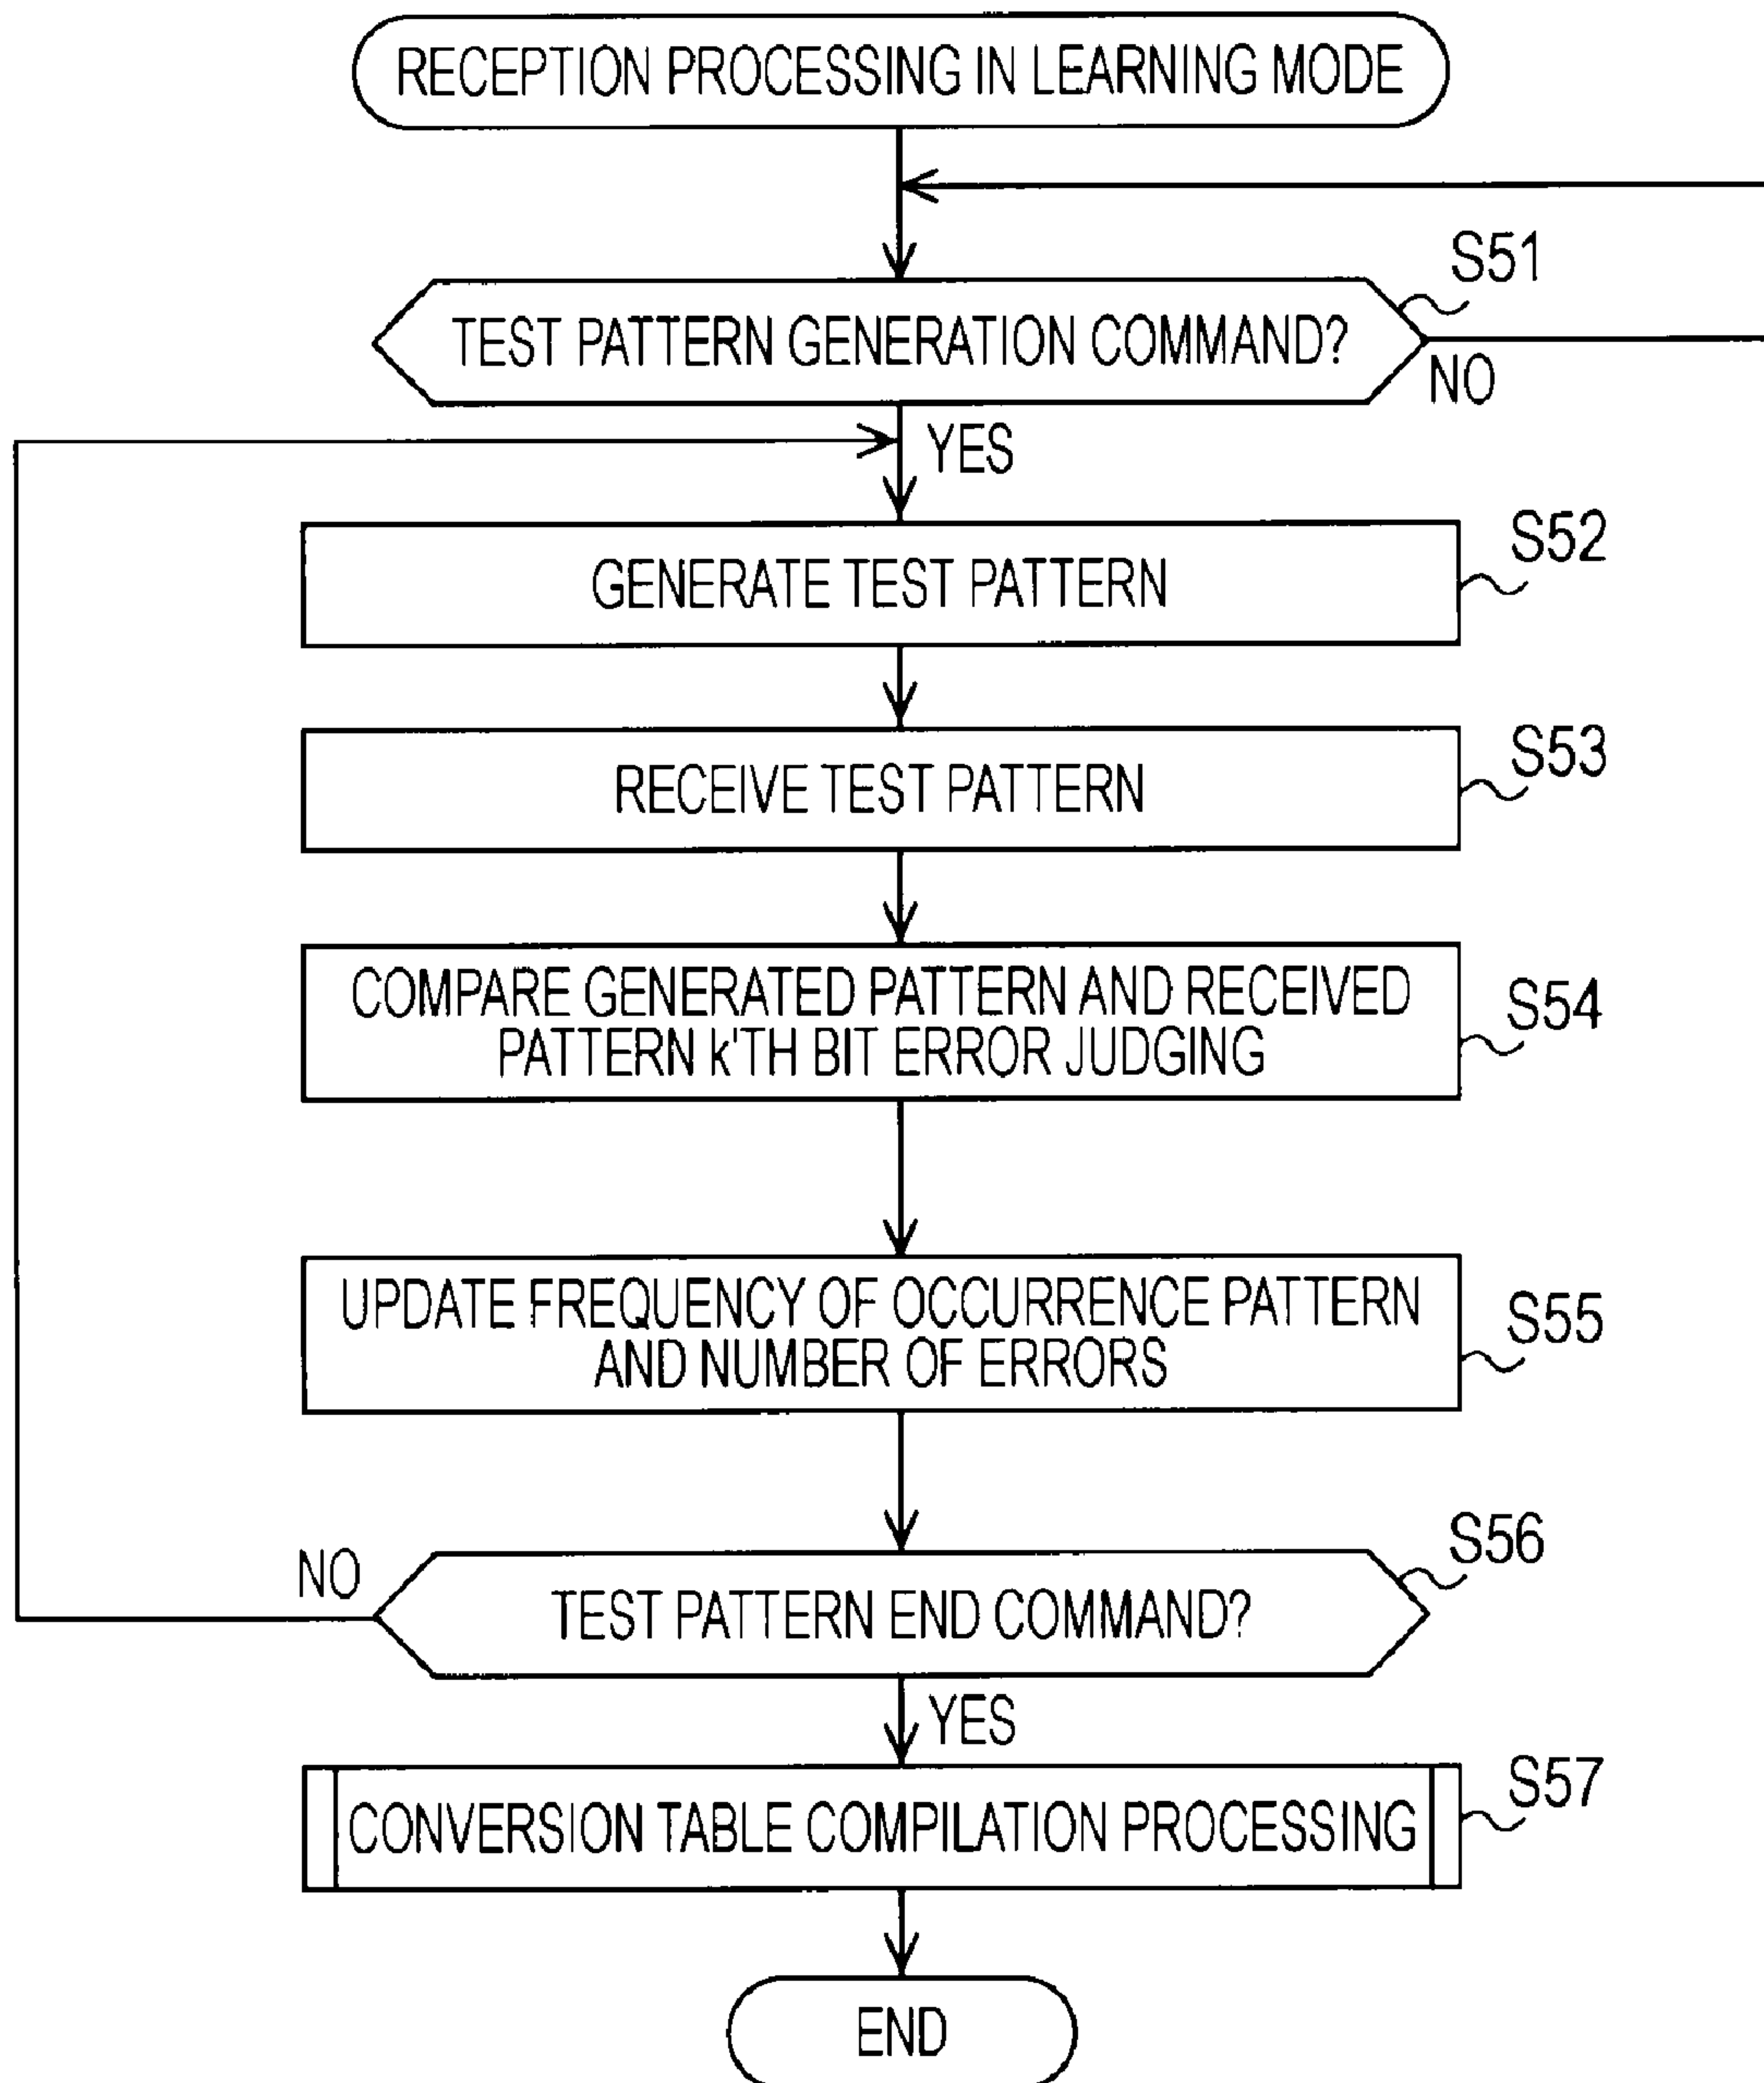 RECEPTION PROCESSING IN LEARNING MODE
S51
TEST PATTERN GENERATION COMMAND?
NO
YES
S52
GENERATE TEST PATTERN
S53
RECEIVE TEST PATTERN
S54
COMPARE GENERATED PATTERN AND RECEIVED
PATTERN k'TH BIT ERROR JUDGING
S55
UPDATE FREQUENCY OF OCCURRENCE PATTERN
AND NUMBER OF ERRORS
S56
NO
TEST PATTERN END COMMAND?
YES
S57
CONVERSION TABLE COMPILATION PROCESSING
END